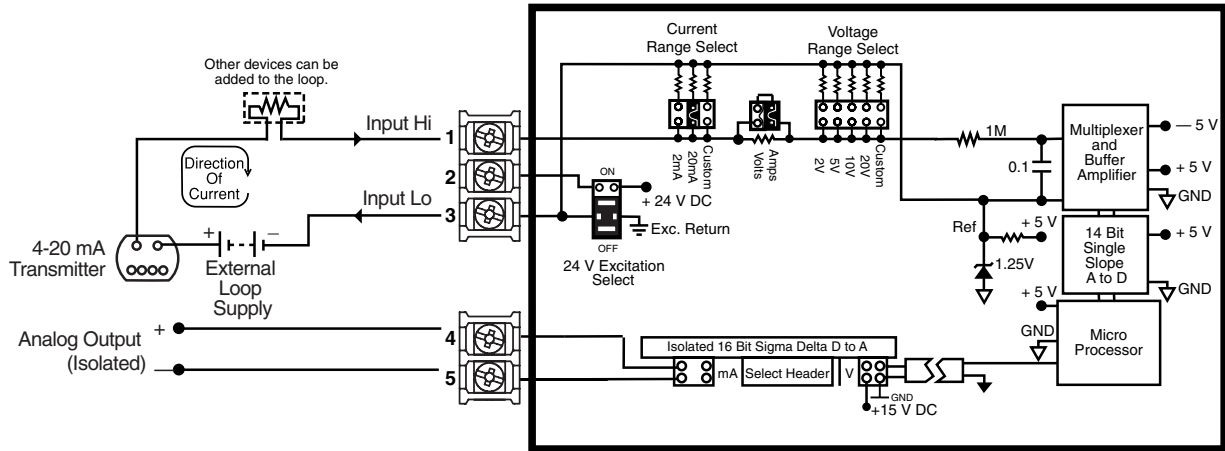 Other devices can be
added to the loop.
Input Hi
Direction
Of
Current
Input Lo
4-20 mA
Transmitter
+
–
External
Loop
Supply
Analog Output
(Isolated)
+
—
1
2
3
4
5
Current
Range Select
2mA
20mA
Custom
Amps
Volts
Voltage
Range Select
2V
5V
10V
20V
Custom
ON
OFF
+ 24 V DC
Exc. Return
24 V Excitation
Select
1M
0.1
Multiplexer
and
Buffer
Amplifier
— 5 V
+ 5 V
GND
Ref
+ 5 V
1.25V
14 Bit
Single
Slope
A to D
+ 5 V
GND
+ 5 V
GND
Micro
Processor
Isolated 16 Bit Sigma Delta D to A
mA
Select Header
V
GND
+15 V DC